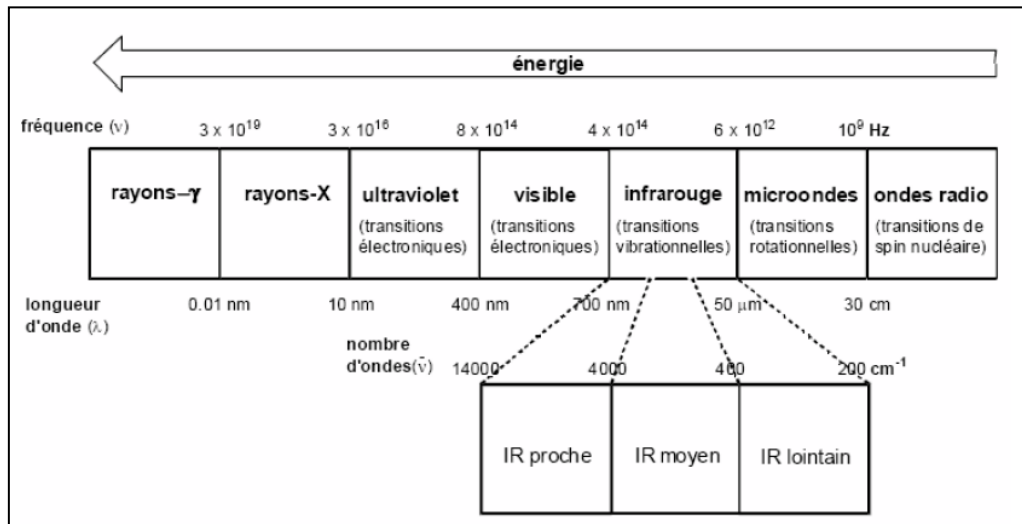 énergie
fréquence (ν) 3 x 10¹⁹ 3 x 10¹⁶ 8 x 10¹⁴ 4 x 10¹⁴ 6 x 10¹² 10⁹ Hz
rayons–γ rayons-X ultraviolet visible infrarouge microondes ondes radio
(transitions (transitions (transitions (transitions (transitions de
électroniques) électroniques) vibrationnelles) rotationnelles) spin nucléaire)
longueur 0.01 nm 10 nm 400 nm 700 nm 50 μm 30 cm
d'onde (λ)
nombre
d'ondes(ν̄) 14000 4000 400 200 cm⁻¹
IR proche IR moyen IR lointain